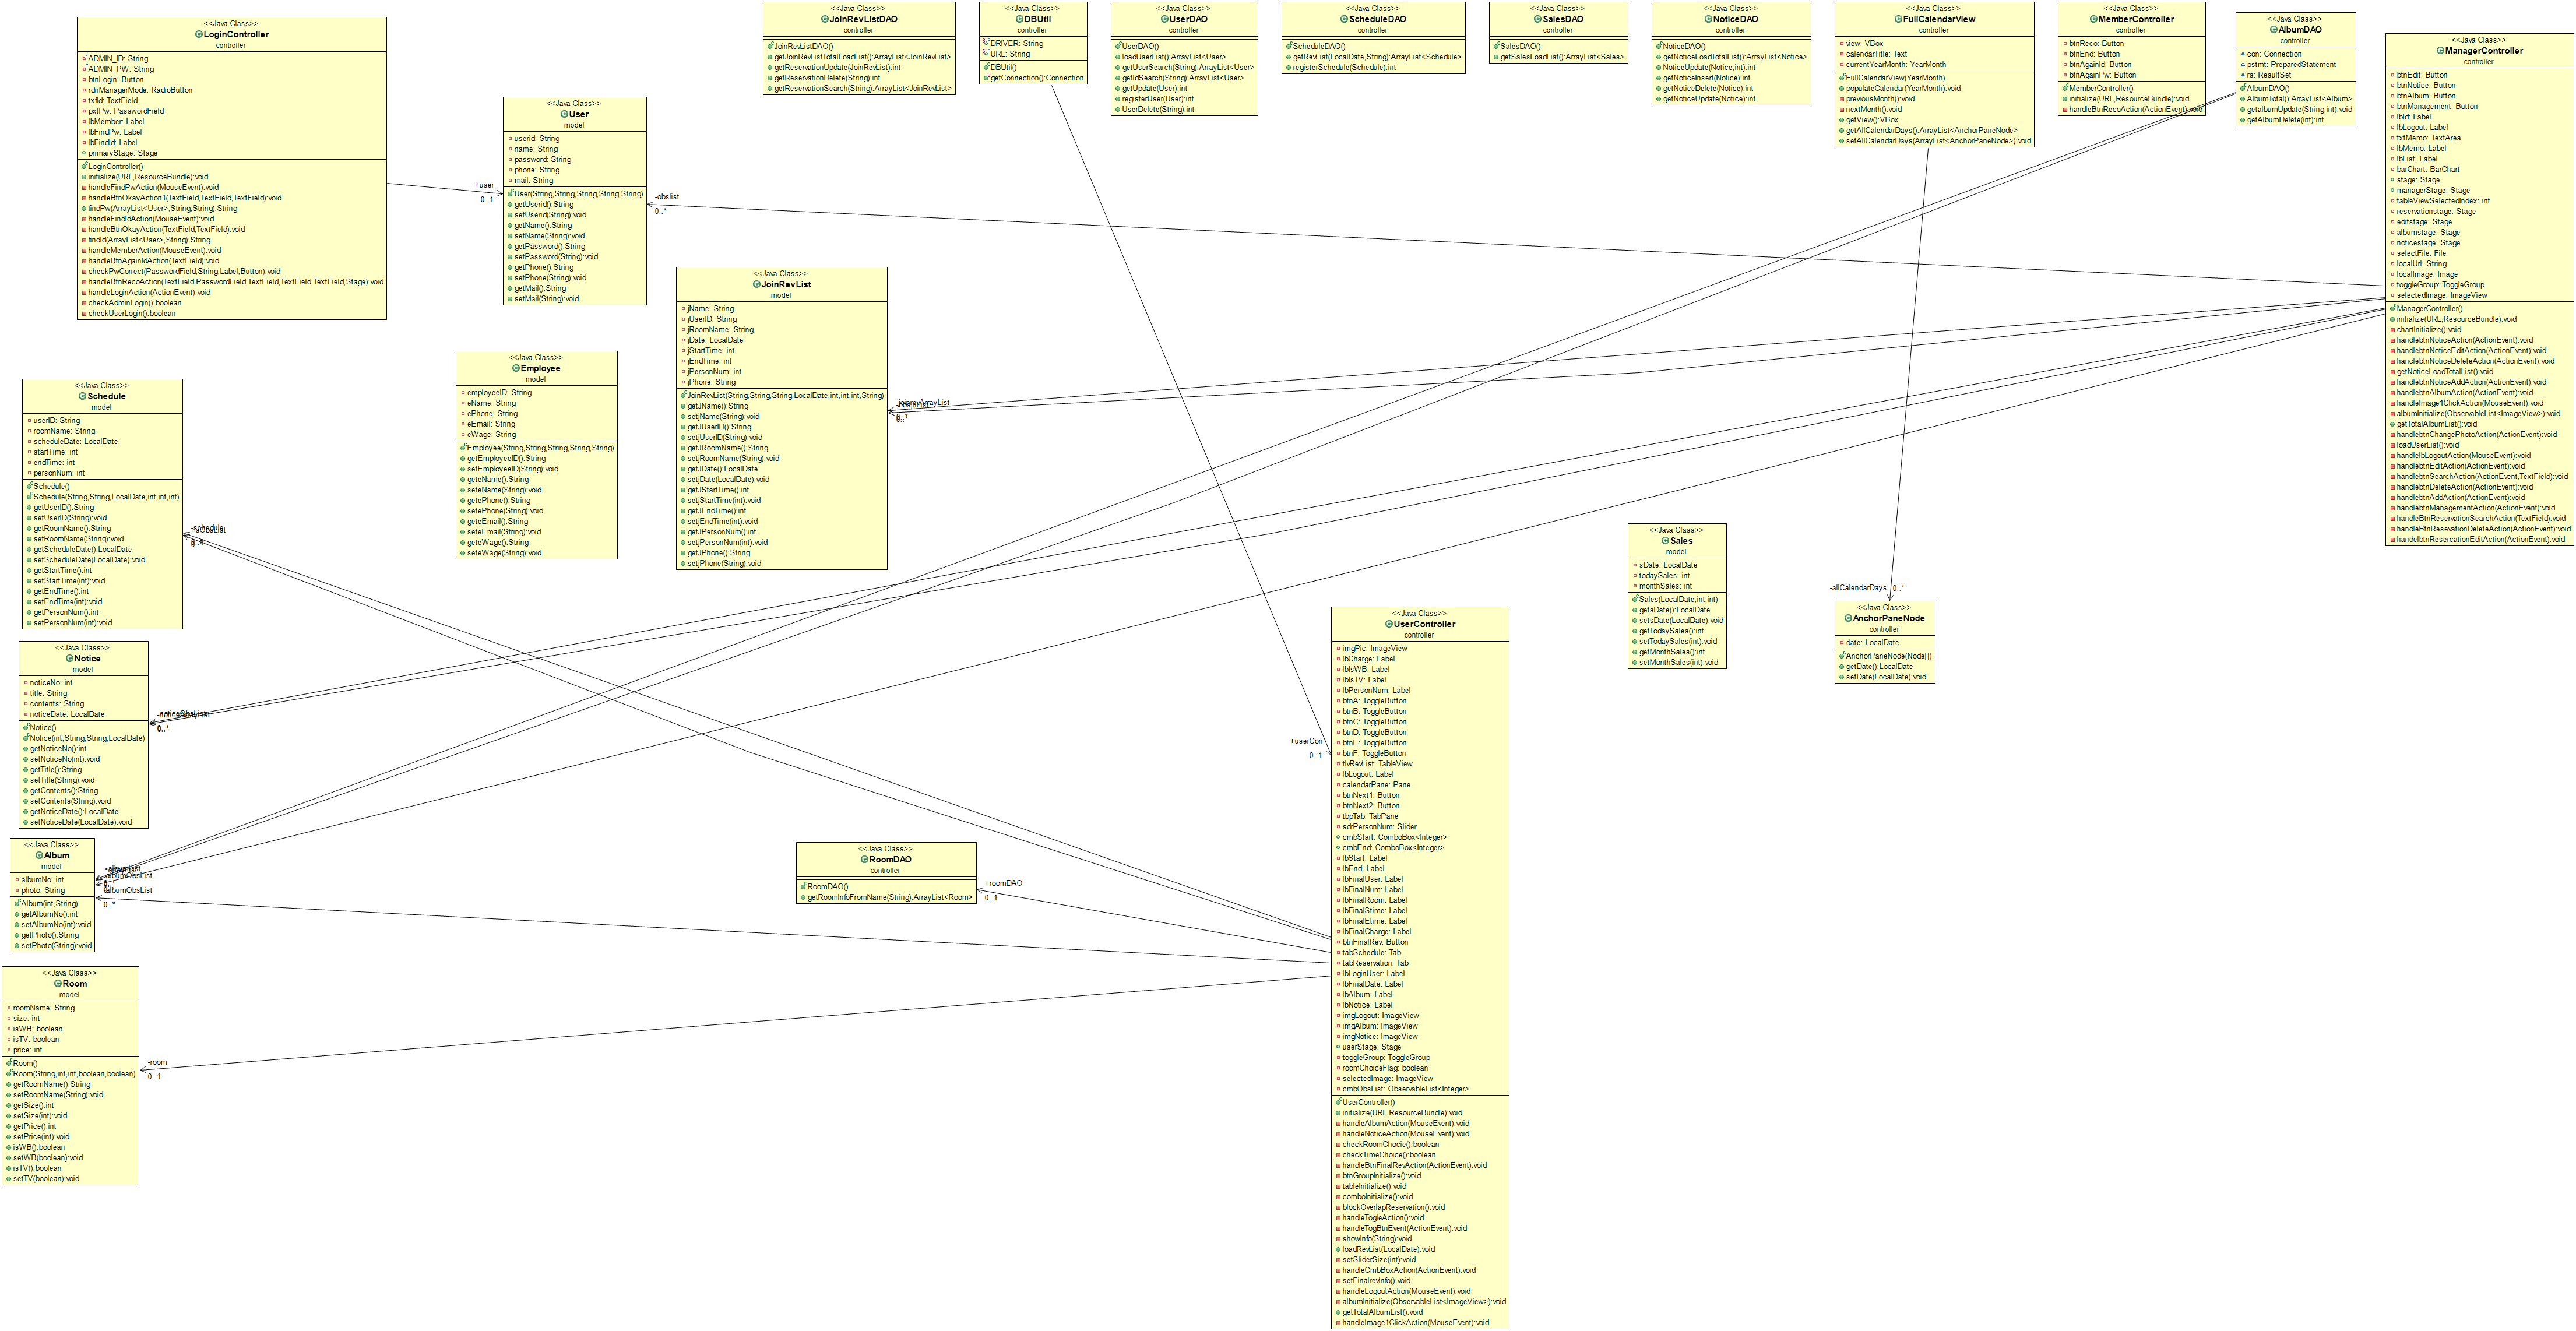 <<Java Class>>
LoginController
controller
ADMIN_ID: String
ADMIN_PW: String
btnLogin: Button
rdnManagerMode: RadioButton
txfId: TextField
pxtPw: PasswordField
lbMember: Label
lbFindPw: Label
lbFindId: Label
primaryStage: Stage
LoginController()
initialize(URL,ResourceBundle):void
handleFindPwAction(MouseEvent):void
handleBtnOkayAction1(TextField,TextField,TextField):void
findPw(ArrayList<User>,String,String):String
handleFindIdAction(MouseEvent):void
handleBtnOkayAction(TextField,TextField):void
findId(ArrayList<User>,String):String
handleMemberAction(MouseEvent):void
handleBtnAgainIdAction(TextField):void
checkPwCorrect(PasswordField,String,Label,Button):void
handleBtnRecoAction(TextField,PasswordField,TextField,TextField,TextField,Stage):void
handleLoginAction(ActionEvent):void
checkAdminLogin():boolean
checkUserLogin():boolean
+user
0..1
<<Java Class>>
User
model
userid: String
name: String
password: String
phone: String
mail: String
User(String,String,String,String,String)
getUserid():String
setUserid(String):void
getName():String
setName(String):void
getPassword():String
setPassword(String):void
getPhone():String
setPhone(String):void
getMail():String
setMail(String):void
-obslist
0..*
<<Java Class>>
JoinRevListDAO
controller
JoinRevListDAO()
getJoinRevListTotalLoadList():ArrayList<JoinRevList>
getReservationUpdate(JoinRevList):int
getReservationDelete(String):int
getReservationSearch(String):ArrayList<JoinRevList>
<<Java Class>>
DBUtil
controller
DRIVER: String
URL: String
DBUtil()
getConnection():Connection
<<Java Class>>
UserDAO
controller
UserDAO()
loadUserList():ArrayList<User>
getUserSearch(String):ArrayList<User>
getIdSearch(String):ArrayList<User>
getUpdate(User):int
registerUser(User):int
UserDelete(String):int
<<Java Class>>
ScheduleDAO
controller
ScheduleDAO()
getRevList(LocalDate,String):ArrayList<Schedule>
registerSchedule(Schedule):int
<<Java Class>>
SalesDAO
controller
SalesDAO()
getSalesLoadList():ArrayList<Sales>
<<Java Class>>
NoticeDAO
controller
NoticeDAO()
getNoticeLoadTotalList():ArrayList<Notice>
NoticeUpdate(Notice,int):int
getNoticeInsert(Notice):int
getNoticeDelete(Notice):int
getNoticeUpdate(Notice):int
<<Java Class>>
FullCalendarView
controller
view: VBox
calendarTitle: Text
currentYearMonth: YearMonth
FullCalendarView(YearMonth)
populateCalendar(YearMonth):void
previousMonth():void
nextMonth():void
getView():VBox
getAllCalendarDays():ArrayList<AnchorPaneNode>
setAllCalendarDays(ArrayList<AnchorPaneNode>):void
<<Java Class>>
MemberController
controller
btnReco: Button
btnEnd: Button
btnAgainId: Button
btnAgainPw: Button
MemberController()
initialize(URL,ResourceBundle):void
handleBtnRecoAction(ActionEvent):void
<<Java Class>>
AlbumDAO
controller
con: Connection
pstmt: PreparedStatement
rs: ResultSet
AlbumDAO()
AlbumTotal():ArrayList<Album>
getalbumUpdate(String,int):void
getAlbumDelete(int):int
<<Java Class>>
ManagerController
controller
btnEdit: Button
btnNotice: Button
btnAlbum: Button
btnManagement: Button
lbId: Label
lbLogout: Label
txtMemo: TextArea
lbMemo: Label
lbList: Label
barChart: BarChart
stage: Stage
managerStage: Stage
tableViewSelectedIndex: int
reservationstage: Stage
editstage: Stage
albumstage: Stage
noticestage: Stage
selectFile: File
localUrl: String
localImage: Image
toggleGroup: ToggleGroup
selectedImage: ImageView
ManagerController()
initialize(URL,ResourceBundle):void
chartInitialize():void
handlebtnNoticeAction(ActionEvent):void
handlebtnNoticeEditAction(ActionEvent):void
hanclebtnNoticeDeleteAction(ActionEvent):void
getNoticeLoadTotalList():void
handlebtnNoticeAddAction(ActionEvent):void
handlebtnAlbumAction(ActionEvent):void
handleImage1ClickAction(MouseEvent):void
albumInitialize(ObservableList<ImageView>):void
getTotalAlbumList():void
handlebtnChangePhotoAction(ActionEvent):void
loadUserList():void
handlelbLogoutAction(MouseEvent):void
handlebtnEditAction(ActionEvent):void
handlebtnSearchAction(ActionEvent,TextField):void
handlebtnDeleteAction(ActionEvent):void
handlebtnAddAction(ActionEvent):void
handlebtnManagementAction(ActionEvent):void
handleBtnReservationSearchAction(TextField):void
handleBtnResevationDeleteAction(ActionEvent):void
handelbtnResercationEditAction(ActionEvent):void
<<Java Class>>
JoinRevList
model
jName: String
jUserID: String
jRoomName: String
jDate: LocalDate
jStartTime: int
jEndTime: int
jPersonNum: int
jPhone: String
JoinRevList(String,String,String,LocalDate,int,int,int,String)
getJName():String
setjName(String):void
getJUserID():String
setjUserID(String):void
getJRoomName():String
setjRoomName(String):void
getJDate():LocalDate
setjDate(LocalDate):void
getJStartTime():int
setjStartTime(int):void
getJEndTime():int
setjEndTime(int):void
getJPersonNum():int
setjPersonNum(int):void
getJPhone():String
setjPhone(String):void
0..*
<<Java Class>>
Employee
model
employeeID: String
eName: String
ePhone: String
eEmail: String
eWage: String
Employee(String,String,String,String,String)
getEmployeeID():String
setEmployeeID(String):void
geteName():String
seteName(String):void
getePhone():String
setePhone(String):void
geteEmail():String
seteEmail(String):void
geteWage():String
seteWage(String):void
<<Java Class>>
Schedule
model
userID: String
roomName: String
scheduleDate: LocalDate
startTime: int
endTime: int
personNum: int
Schedule()
Schedule(String,String,LocalDate,int,int,int)
getUserID():String
setUserID(String):void
getRoomName():String
setRoomName(String):void
getScheduleDate():LocalDate
setScheduleDate(LocalDate):void
getStartTime():int
setStartTime(int):void
getEndTime():int
setEndTime(int):void
getPersonNum():int
setPersonNum(int):void
<<Java Class>>
Sales
model
sDate: LocalDate
todaySales: int
monthSales: int
Sales(LocalDate,int,int)
getsDate():LocalDate
setsDate(LocalDate):void
getTodaySales():int
setTodaySales(int):void
getMonthSales():int
setMonthSales(int):void
-allCalendarDays
0..*
<<Java Class>>
AnchorPaneNode
controller
date: LocalDate
AnchorPaneNode(Node[])
getDate():LocalDate
setDate(LocalDate):void
<<Java Class>>
Notice
model
noticeNo: int
title: String
contents: String
noticeDate: LocalDate
Notice()
Notice(int,String,String,LocalDate)
getNoticeNo():int
setNoticeNo(int):void
getTitle():String
setTitle(String):void
getContents():String
setContents(String):void
getNoticeDate():LocalDate
setNoticeDate(LocalDate):void
0..*
+userCon
0..1
<<Java Class>>
UserController
controller
imgPic: ImageView
lbCharge: Label
lbIsWB: Label
lbIsTV: Label
lbPersonNum: Label
btnA: ToggleButton
btnB: ToggleButton
btnC: ToggleButton
btnD: ToggleButton
btnE: ToggleButton
btnF: ToggleButton
tlvRevList: TableView
lbLogout: Label
calendarPane: Pane
btnNext1: Button
btnNext2: Button
tbpTab: TabPane
sdrPersonNum: Slider
cmbStart: ComboBox<Integer>
cmbEnd: ComboBox<Integer>
lbStart: Label
lbEnd: Label
lbFinalUser: Label
lbFinalNum: Label
lbFinalRoom: Label
lbFinalStime: Label
lbFinalEtime: Label
lbFinalCharge: Label
btnFinalRev: Button
tabSchedule: Tab
tabReservation: Tab
lbLoginUser: Label
lbFinalDate: Label
lbAlbum: Label
lbNotice: Label
imgLogout: ImageView
imgAlbum: ImageView
imgNotice: ImageView
userStage: Stage
toggleGroup: ToggleGroup
roomChoiceFlag: boolean
selectedImage: ImageView
cmbObsList: ObservableList<Integer>
UserController()
initialize(URL,ResourceBundle):void
handleAlbumAction(MouseEvent):void
handleNoticeAction(MouseEvent):void
checkRoomChocie():boolean
checkTimeChoice():boolean
handleBtnFinalRevAction(ActionEvent):void
btnGroupInitialize():void
tableInitialize():void
comboInitialize():void
blockOverlapReservation():void
handleTogleAction():void
handleTogBtnEvent(ActionEvent):void
showInfo(String):void
loadRevList(LocalDate):void
setSliderSize(int):void
handleCmbBoxAction(ActionEvent):void
setFinalrevInfo():void
handleLogoutAction(MouseEvent):void
albumInitialize(ObservableList<ImageView>):void
getTotalAlbumList():void
handleImage1ClickAction(MouseEvent):void
<<Java Class>>
Album
model
albumNo: int
photo: String
Album(int,String)
getAlbumNo():int
setAlbumNo(int):void
getPhoto():String
setPhoto(String):void
-albumObsList
0..*
<<Java Class>>
RoomDAO
controller
RoomDAO()
getRoomInfoFromName(String):ArrayList<Room>
+roomDAO
0..1
<<Java Class>>
Room
model
roomName: String
size: int
isWB: boolean
isTV: boolean
price: int
Room()
Room(String,int,int,boolean,boolean)
getRoomName():String
setRoomName(String):void
getSize():int
setSize(int):void
getPrice():int
setPrice(int):void
isWB():boolean
setWB(boolean):void
isTV():boolean
setTV(boolean):void
-room
0..1